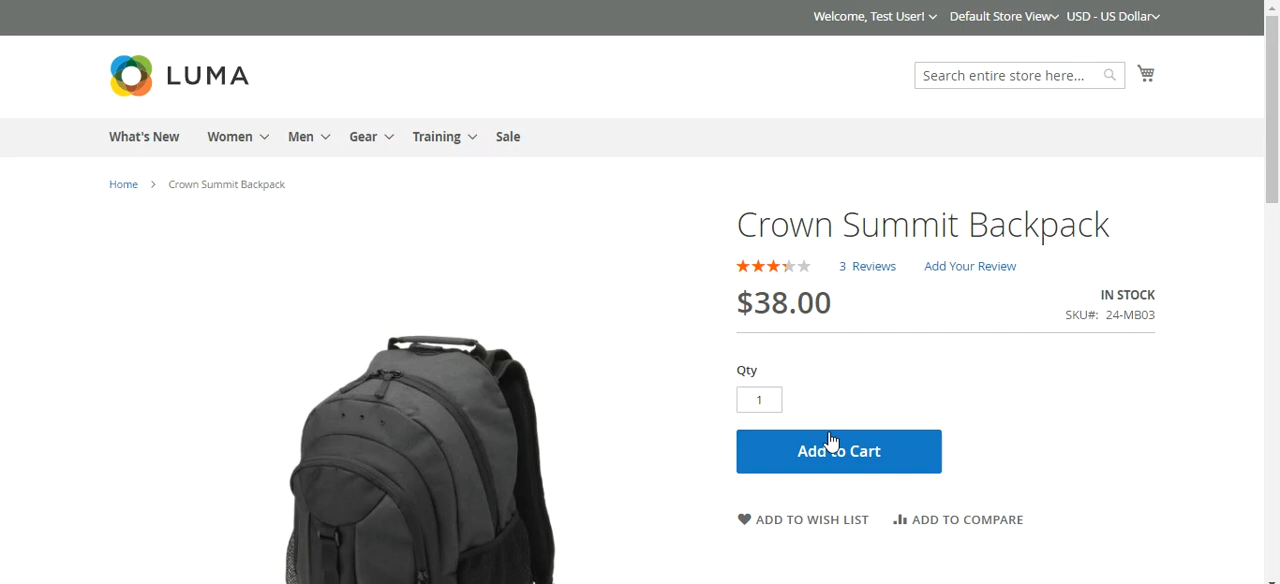 Welcome, Test User! Default Store View USD - US Dollar
LUMA
Search entire store here...
What's New Women Men Gear Training Sale
Home Crown Summit Backpack
Crown Summit Backpack
3 Reviews Add Your Review
$38.00
IN STOCK
SKU#: 24-MB03
Qty
1
Add to Cart
ADD TO WISH LIST ADD TO COMPARE